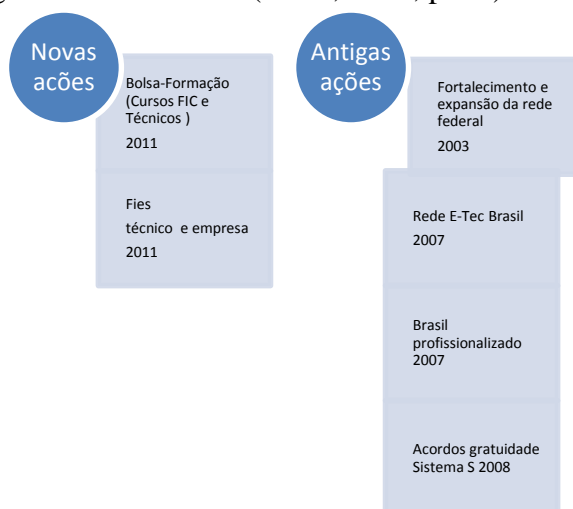 Novas
acões
Bolsa-Formação
(Cursos FIC e
Técnicos )
2011
Fies
técnico e empresa
2011
Antigas
ações
Fortalecimento e
expansão da rede
federal
2003
Rede E-Tec Brasil
2007
Brasil
profissionalizado
2007
Acordos gratuidade
Sistema S 2008